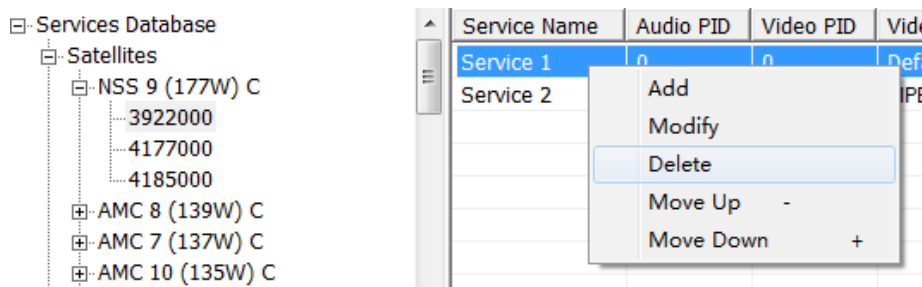 Services Database
Satellites
NSS 9 (177W) C
3922000
4177000
4185000
AMC 8 (139W) C
AMC 7 (137W) C
AMC 10 (135W) C
Service Name Audio PID Video PID
Service 1 0 0
Service 2
Add
Modify
Delete
Move Up -
Move Down +